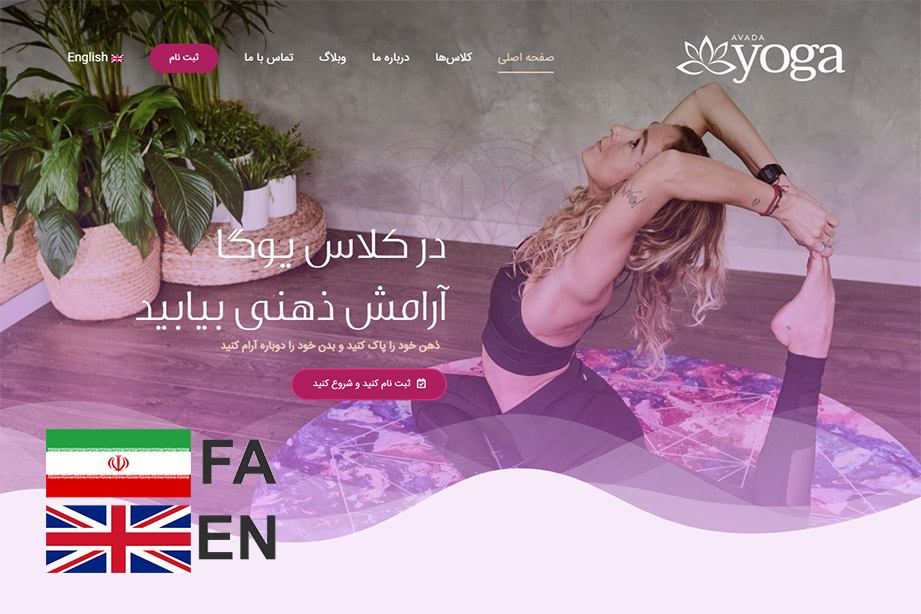 AVADA
yoga
صفحه اصلی
کلاس‌ها
درباره ما
وبلاگ
تماس با ما
ثبت نام
English
در کلاس یوگا
آرامش ذهنی بیابید
ذهن خود را پاک کنید و بدن خود را دوباره آرام کنید
ثبت نام کنید و شروع کنید
FA
EN